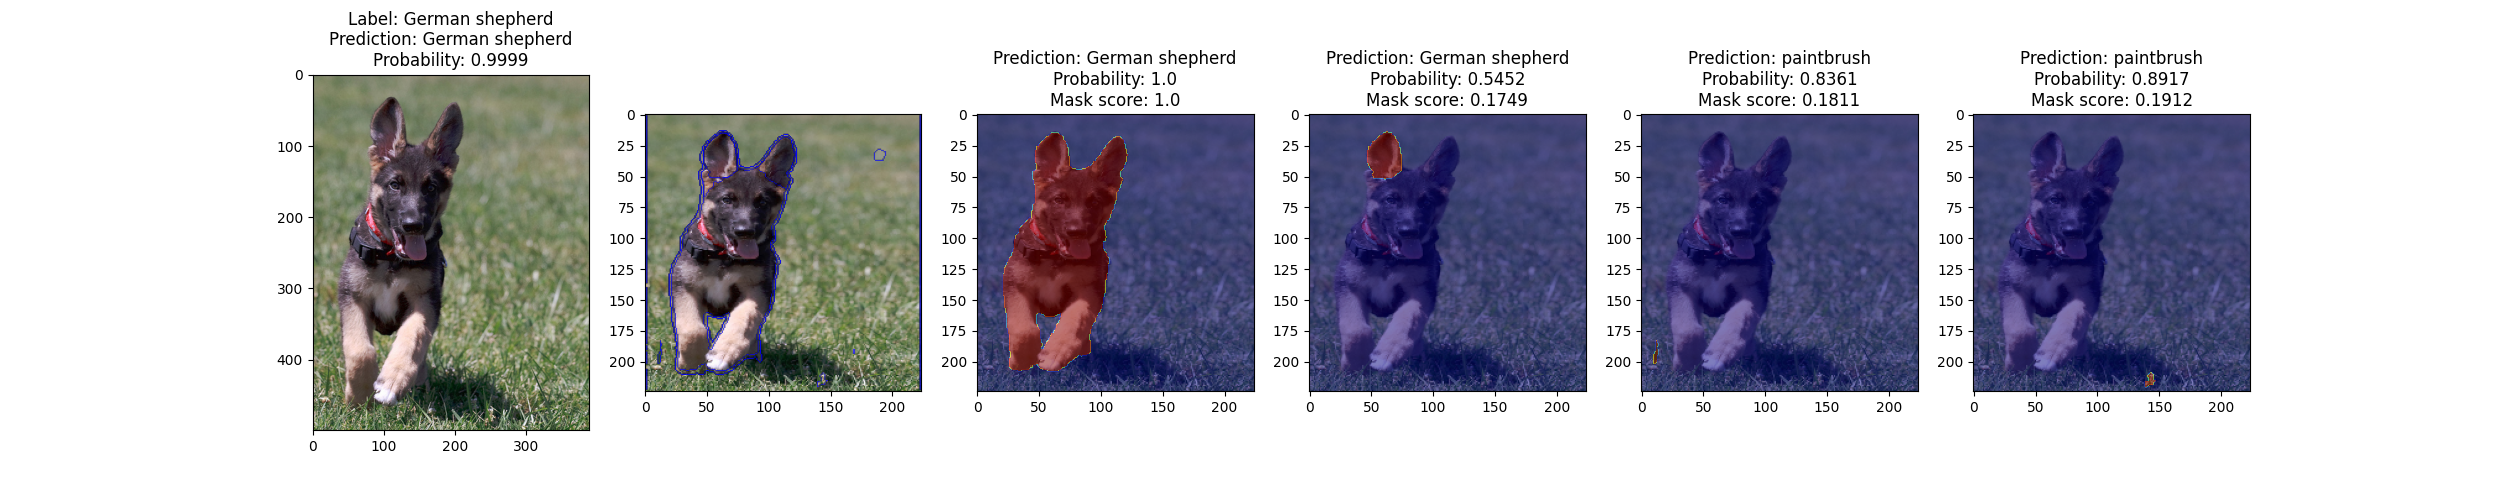 Label: German shepherd
Prediction: German shepherd
Probability: 0.9999
0
100
200
300
400
0 100 200 300
0
25
50
75
100
125
150
175
200
0 50 100 150 200
Prediction: German shepherd
Probability: 1.0
Mask score: 1.0
0
25
50
75
100
125
150
175
200
0 50 100 150 200
Prediction: German shepherd
Probability: 0.5452
Mask score: 0.1749
0
25
50
75
100
125
150
175
200
0 50 100 150 200
Prediction: paintbrush
Probability: 0.8361
Mask score: 0.1811
0
25
50
75
100
125
150
175
200
0 50 100 150 200
Prediction: paintbrush
Probability: 0.8917
Mask score: 0.1912
0
25
50
75
100
125
150
175
200
0 50 100 150 200